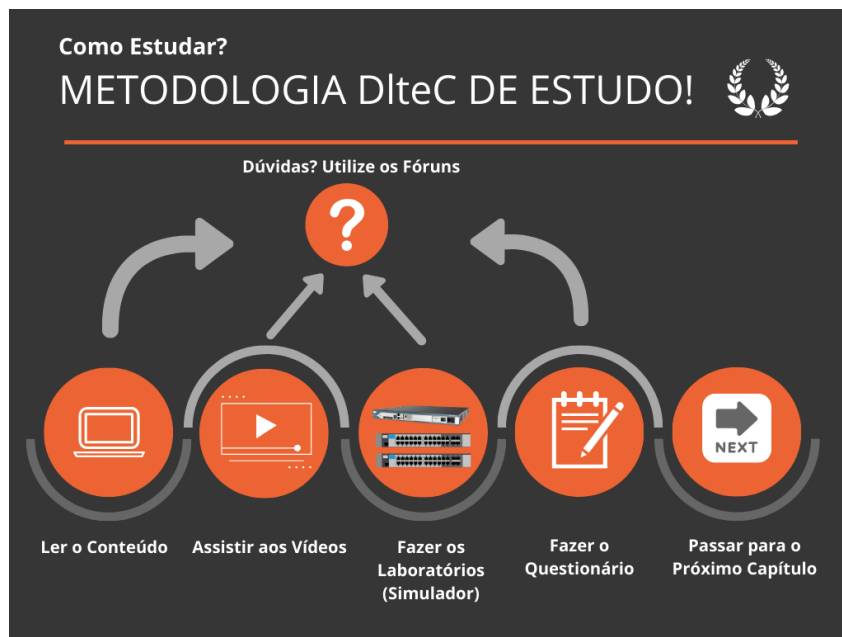 Como Estudar?
METODOLOGIA DlteC DE ESTUDO!
Dúvidas? Utilize os Fóruns
?
NEXT
Ler o Conteúdo
Assistir aos Vídeos
Fazer os
Laboratórios
(Simulador)
Fazer o
Questionário
Passar para o
Próximo Capítulo